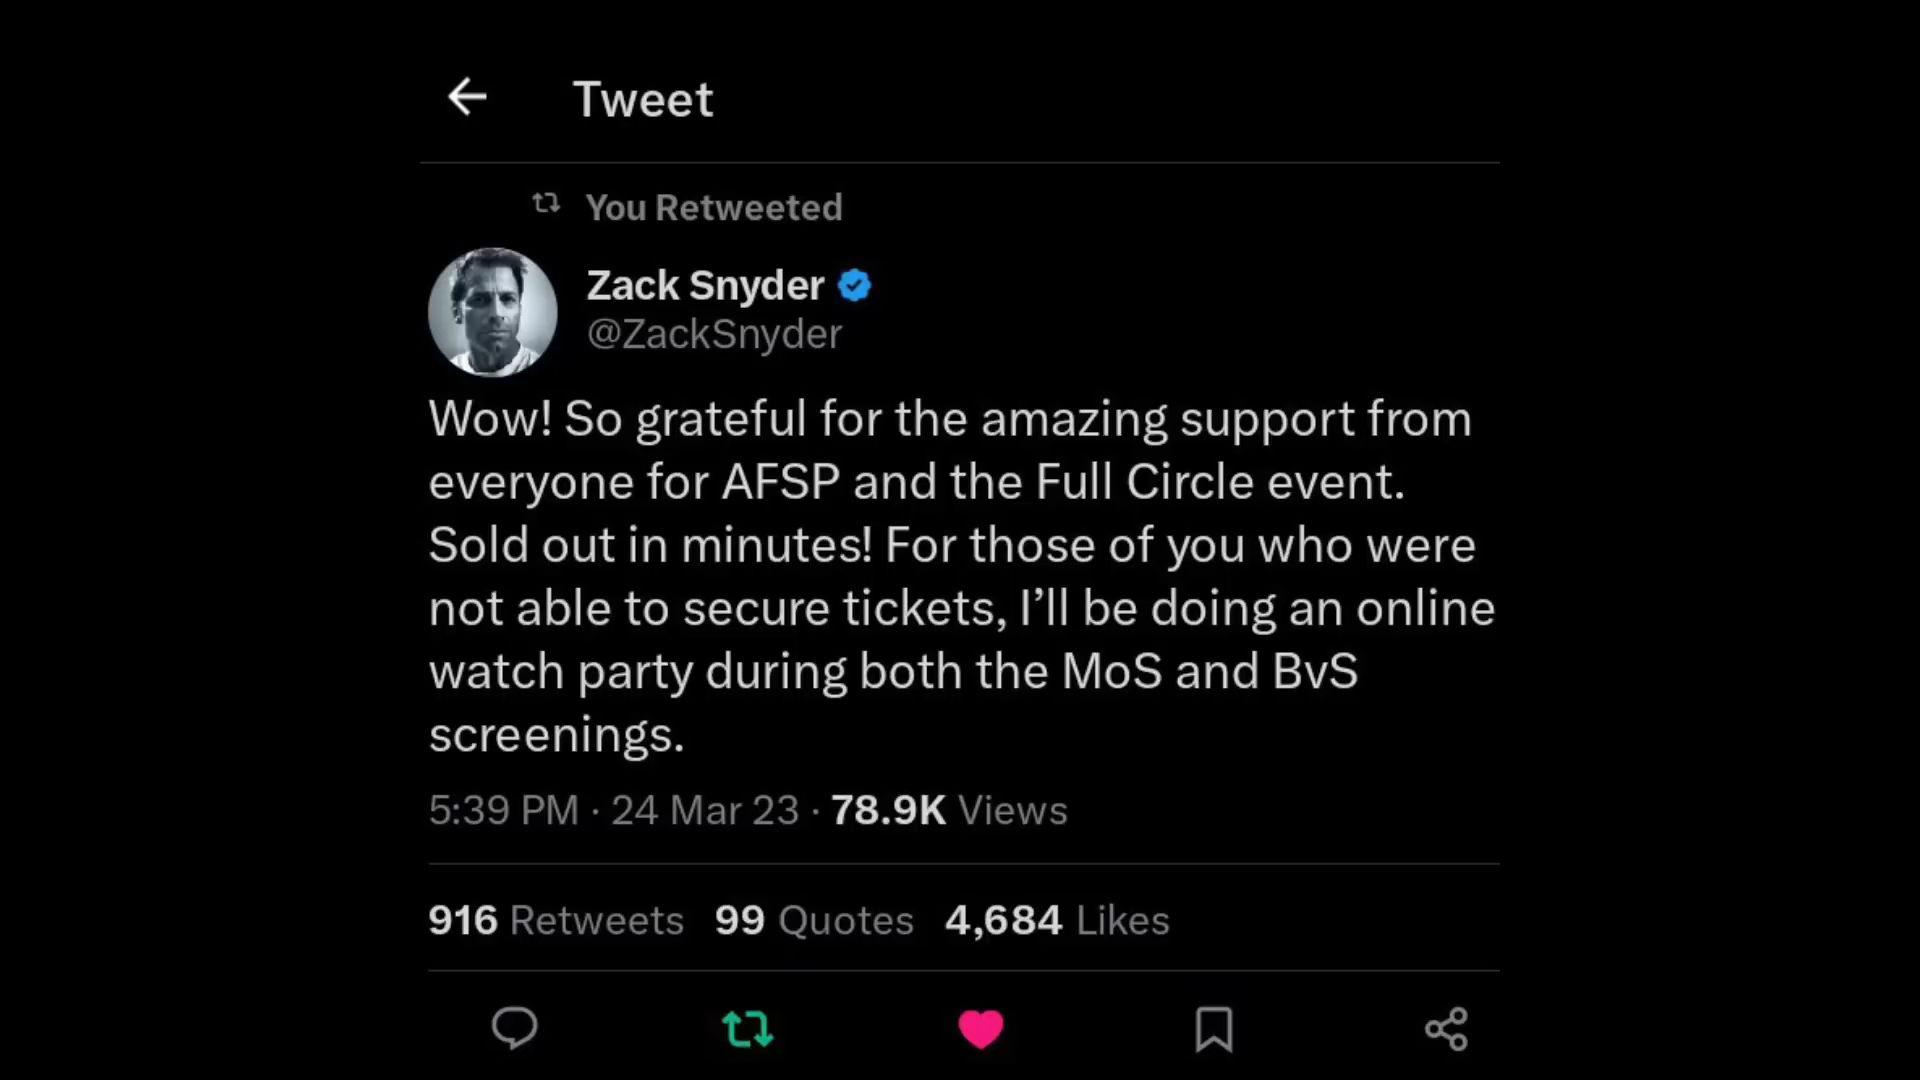 Tweet
You Retweeted
Zack Snyder
@ZackSnyder
Wow! So grateful for the amazing support from
everyone for AFSP and the Full Circle event.
Sold out in minutes! For those of you who were
not able to secure tickets, I’ll be doing an online
watch party during both the MoS and BvS
screenings.
5:39 PM · 24 Mar 23 · 78.9K Views
916 Retweets 99 Quotes 4,684 Likes